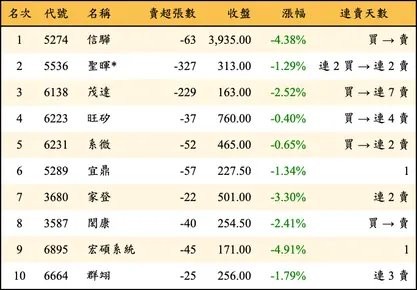 名次 代號 名稱 賣超張數 收盤 漲幅 連賣天數
1 5274 信驊 -63 3,935.00 -4.38% 買→賣
2 5536 聖暉* -327 313.00 -1.29% 連2買→連2賣
3 6138 茂達 -229 163.00 -2.52% 買→連7賣
4 6223 旺矽 -37 760.00 -0.40% 買→連4賣
5 6231 系微 -52 465.00 -0.65% 買→連2賣
6 5289 宜鼎 -57 227.50 -1.34% 1
7 3680 家登 -22 501.00 -3.30% 連2賣
8 3587 閎康 -40 254.50 -2.41% 買→賣
9 6895 宏碩系統 -45 171.00 -4.91% 1
10 6664 群翊 -25 256.00 -1.79% 連3賣